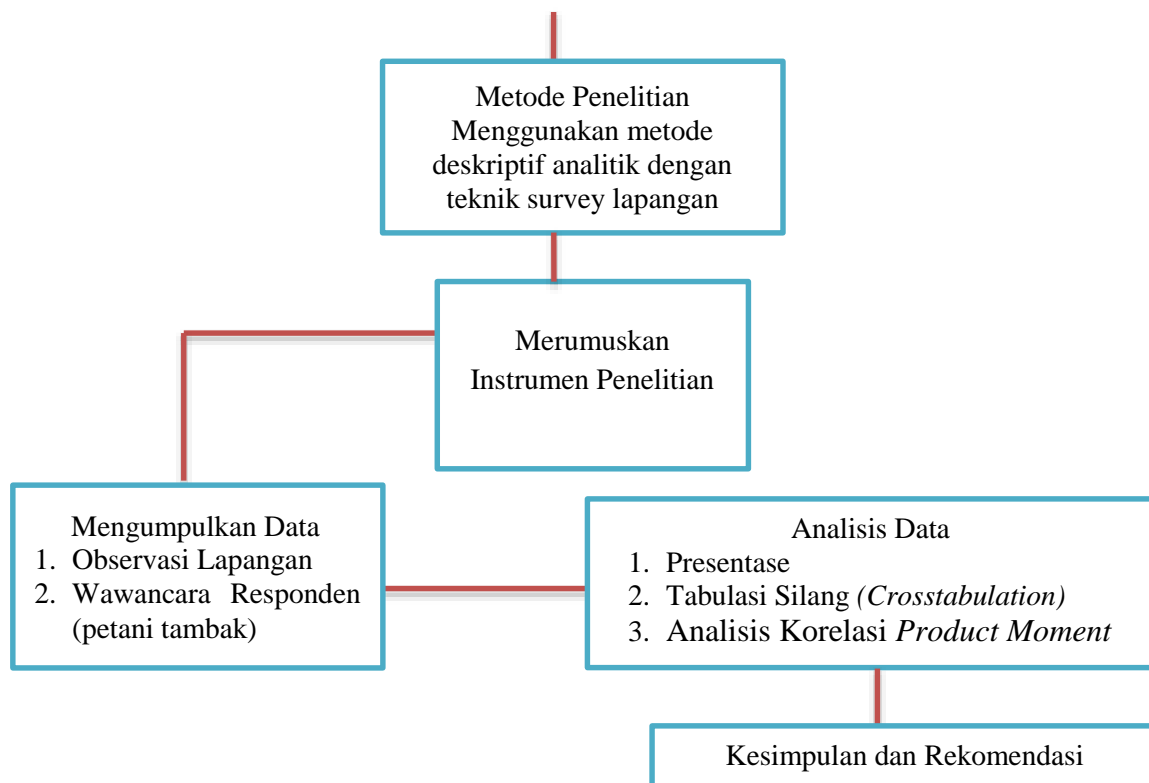 Metode Penelitian
Menggunakan metode
deskriptif analitik dengan
teknik survey lapangan
Merumuskan
Instrumen Penelitian
Mengumpulkan Data
1. Observasi Lapangan
2. Wawancara Responden
(petani tambak)
Analisis Data
1. Presentase
2. Tabulasi Silang (Crosstabulation)
3. Analisis Korelasi Product Moment
Kesimpulan dan Rekomendasi